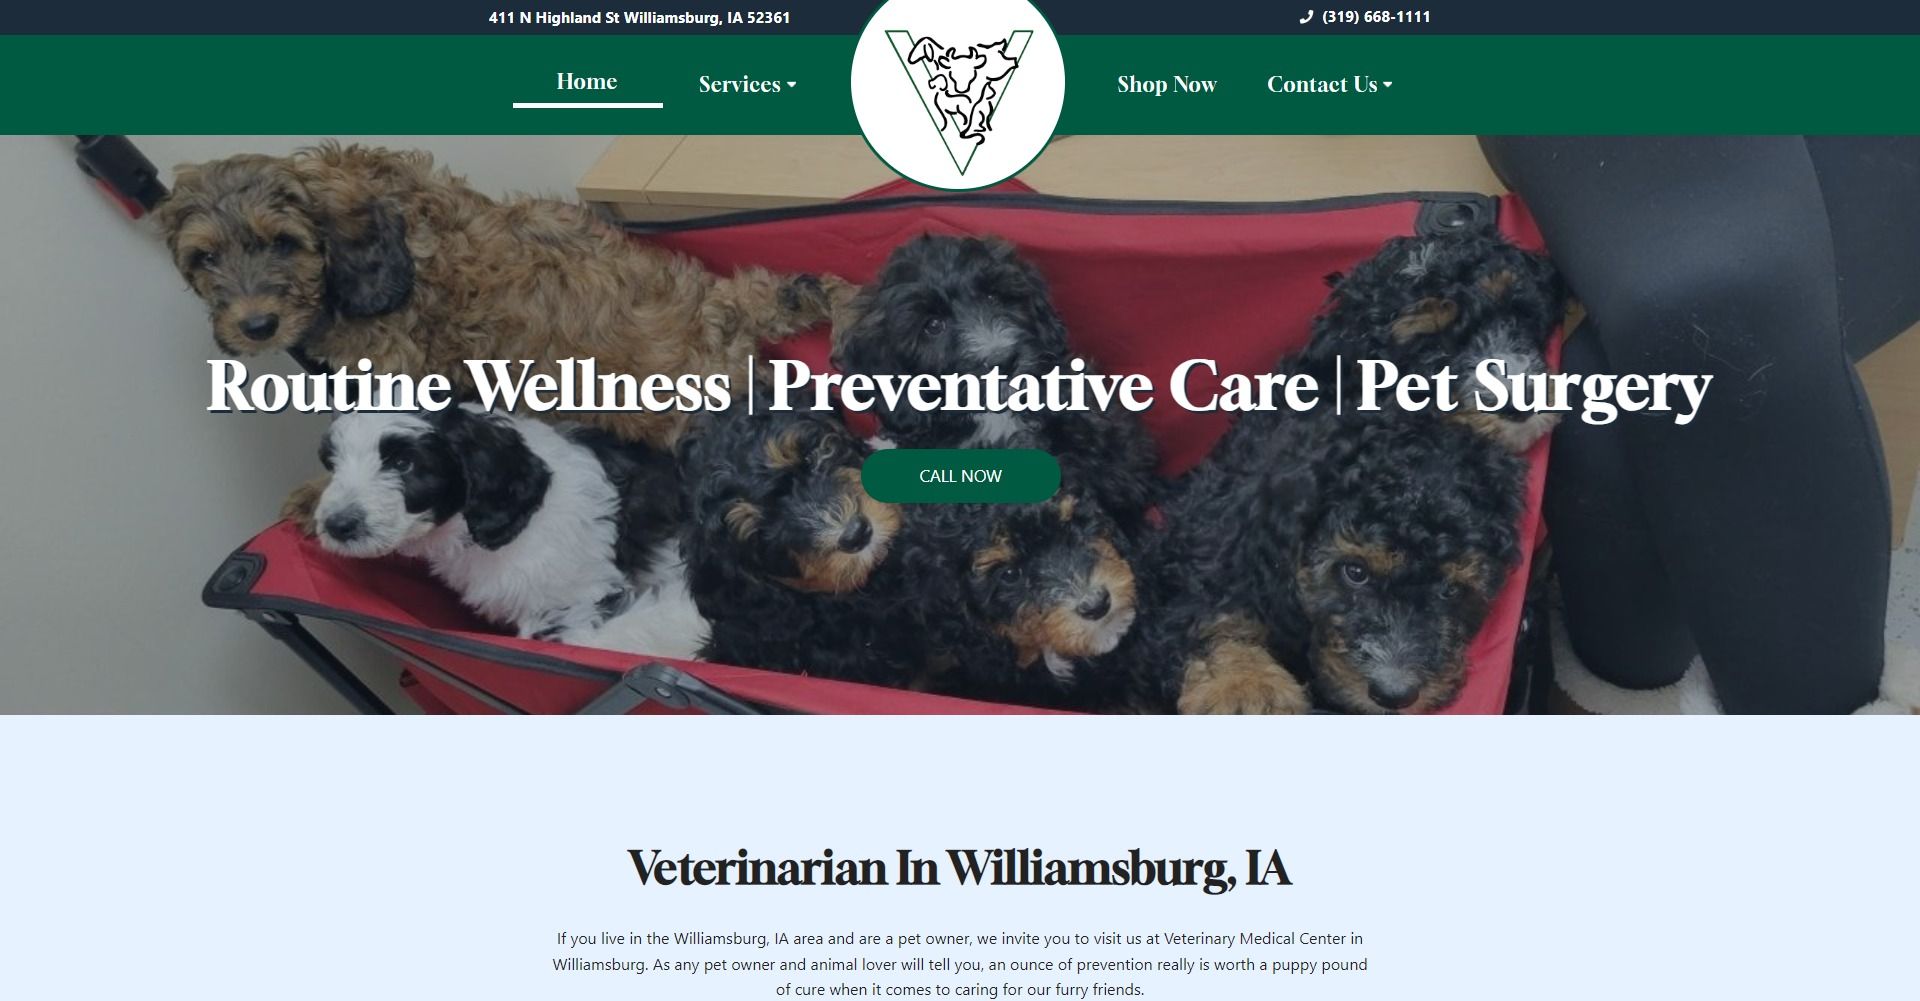 411 N Highland St Williamsburg, IA 52361
(319) 668-1111
Home
Services
Shop Now
Contact Us
Routine Wellness | Preventative Care | Pet Surgery
CALL NOW
Veterinarian In Williamsburg, IA
If you live in the Williamsburg, IA area and are a pet owner, we invite you to visit us at Veterinary Medical Center in
Williamsburg. As any pet owner and animal lover will tell you, an ounce of prevention really is worth a puppy pound
of cure when it comes to caring for our furry friends.